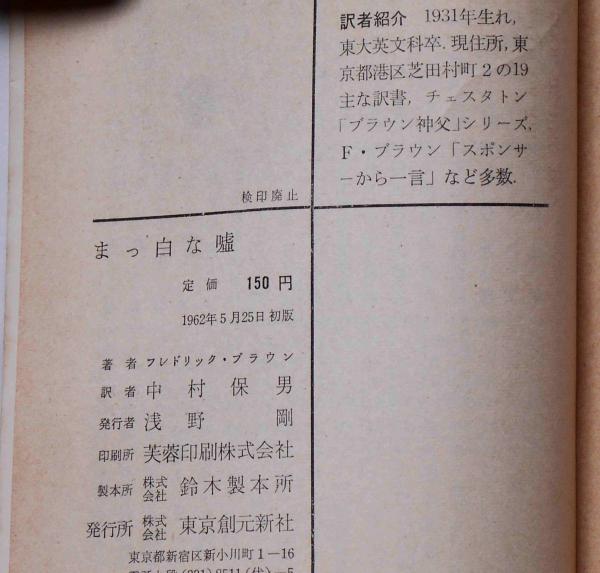 訳者紹介　1931年生れ,
東大英文科卒. 現住所, 東
京都港区芝田村町2の19
主な訳書, チェスタトン
「ブラウン神父」シリーズ,
F・ブラウン「スポンサ
ーから一言」など多数.
検印廃止
まっ白な嘘
定価　150円
1962年5月25日初版
著者　フレドリック・ブラウン
訳者　中村保男
発行者　浅野　剛
印刷所　芙蓉印刷株式会社
製本所　株式会社　鈴木製本所
発行所　株式会社　東京創元新社
東京都新宿区新小川町1－16